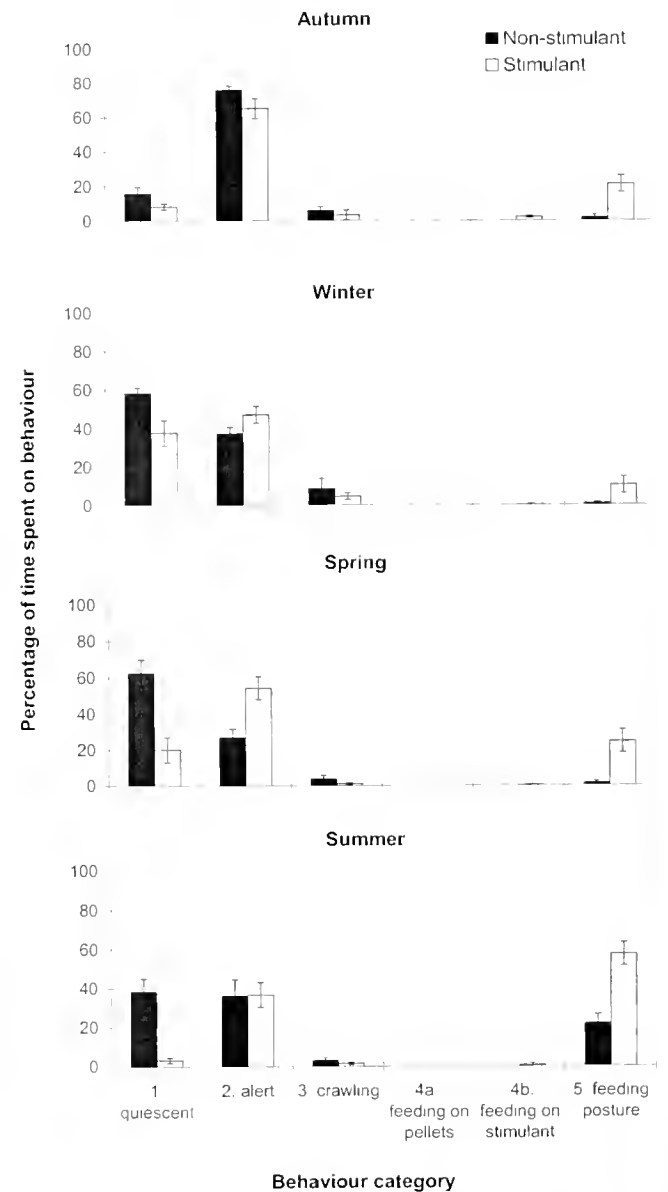 Autumn
Non-stimulant
Stimulant
100
80
60
40
20
0
Winter
100
80
60
40
20
0
Spring
100
80
60
40
20
0
Summer
100
80
60
40
20
0
Percentage of time spent on behaviour
1 2. alert 3 crawling 4a 4b. 5 feeding
quiescent feeding on feeding on posture
pellets stimulant
Behaviour category